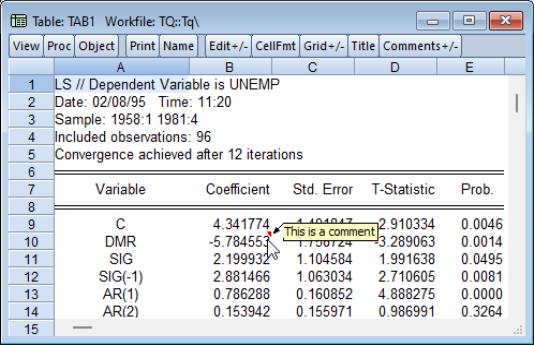 Table: TAB1 Workfile: TQ::Tq\
View Proc Object Print Name Edit+/- CellFmt Grid+/- Title Comments+/-
A B C D E
1 LS // Dependent Variable is UNEMP
2 Date: 02/08/95 Time: 11:20
3 Sample: 1958:1 1981:4
4 Included observations: 96
5 Convergence achieved after 12 iterations
6
7 Variable Coefficient Std. Error T-Statistic Prob.
8
9 C 4.341774 2.910334 0.0046
This is a comment
10 DMR -5.784553 -3.289063 0.0014
11 SIG 2.199932 1.104584 1.991638 0.0495
12 SIG(-1) 2.881466 1.063034 2.710605 0.0081
13 AR(1) 0.786288 0.160852 4.888275 0.0000
14 AR(2) 0.153942 0.155971 0.986991 0.3264
15